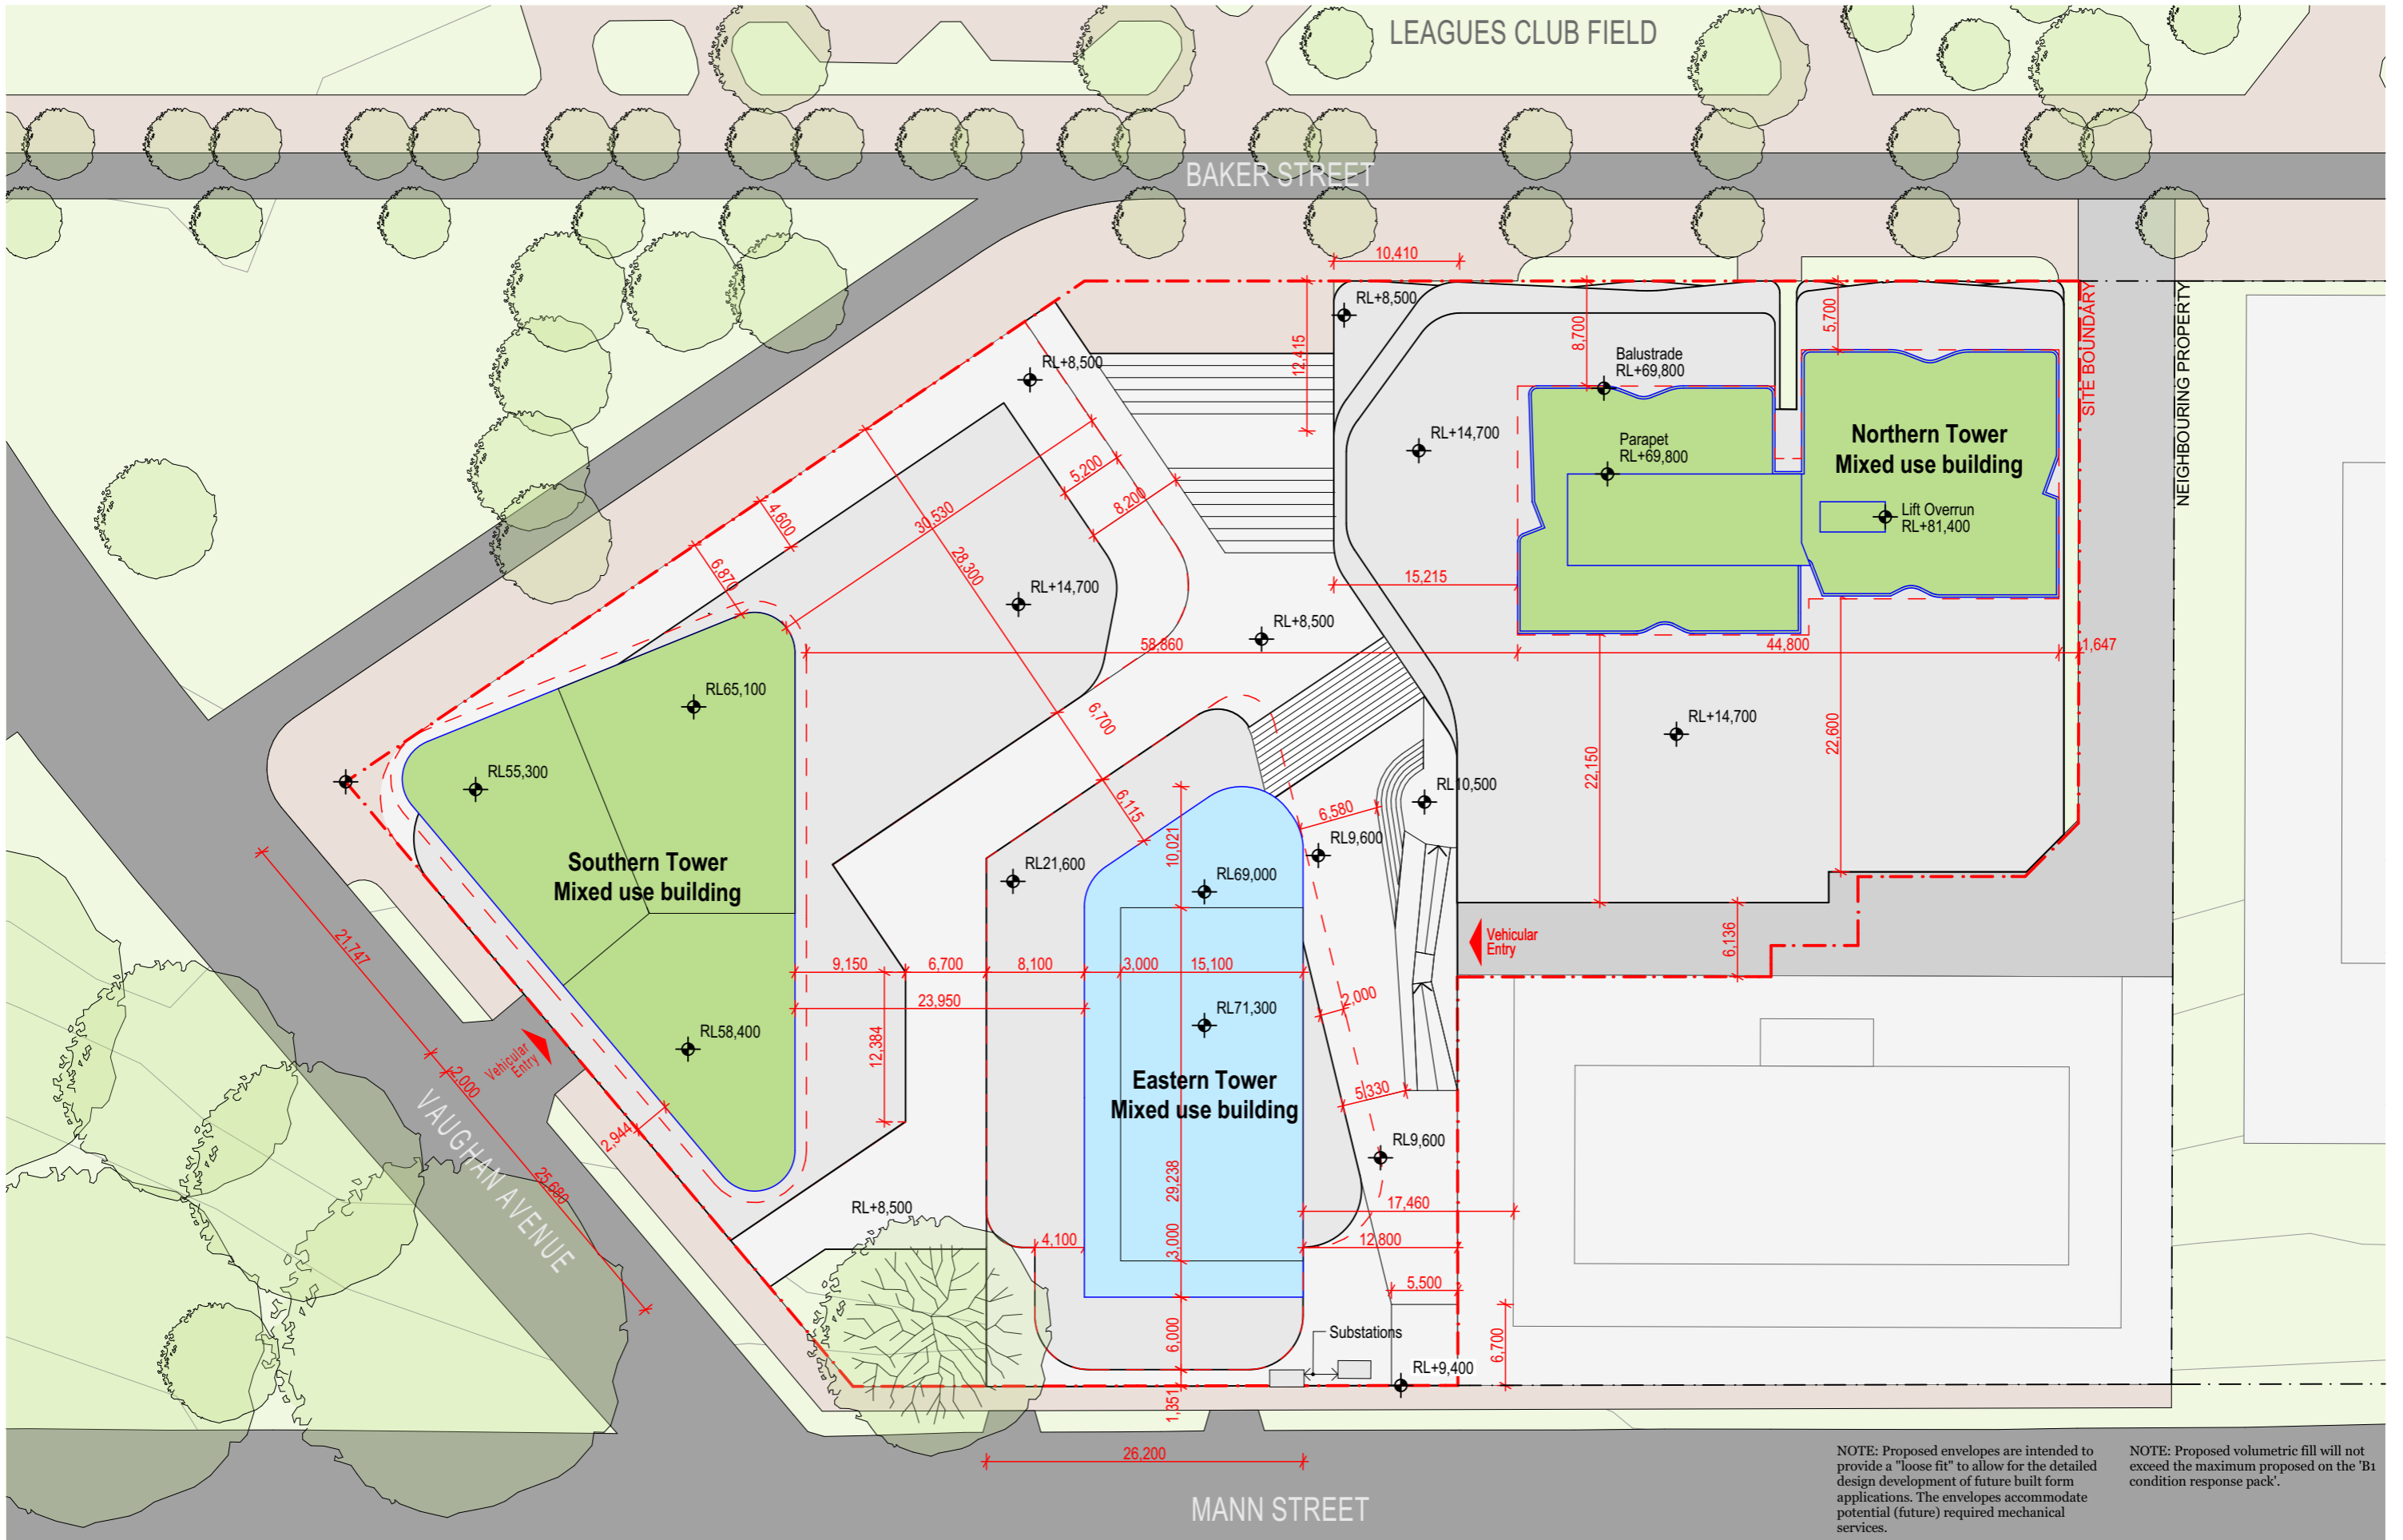 LEAGUES CLUB FIELD
BAKER STREET
10,410
RL+8,500
12,415
8,700
5,700
SITE BOUNDARY
NEIGHBOURING PROPERTY
RL+8,500
Balustrade
RL+69,800
RL+14,700
Parapet
RL+69,800
Northern Tower
Mixed use building
Lift Overrun
RL+81,400
5,200
8,200
4,600
30,530
28,300
6,870
RL+14,700
15,215
RL+8,500
58,860
44,800
1,647
RL65,100
6,700
RL+14,700
22,150
22,600
RL55,300
RL10,500
6,115
10,021
6,580
RL9,600
Southern Tower
Mixed use building
RL21,600
RL69,000
21,747
Vehicular
Entry
6,136
9,150
6,700
8,100
3,000
15,100
23,950
2,000
12,384
RL71,300
RL58,400
Vehicular
Entry
2,000
Eastern Tower
Mixed use building
5,330
2,944
VAUGHAN AVENUE
25,680
RL9,600
29,238
17,460
RL+8,500
4,100
3,000
12,800
5,500
6,000
Substations
6,700
RL+9,400
1,351
26,200
MANN STREET
NOTE: Proposed envelopes are intended to
provide a "loose fit" to allow for the detailed
design development of future built form
applications. The envelopes accommodate
potential (future) required mechanical
services.
NOTE: Proposed volumetric fill will not
exceed the maximum proposed on the 'B1
condition response pack'.